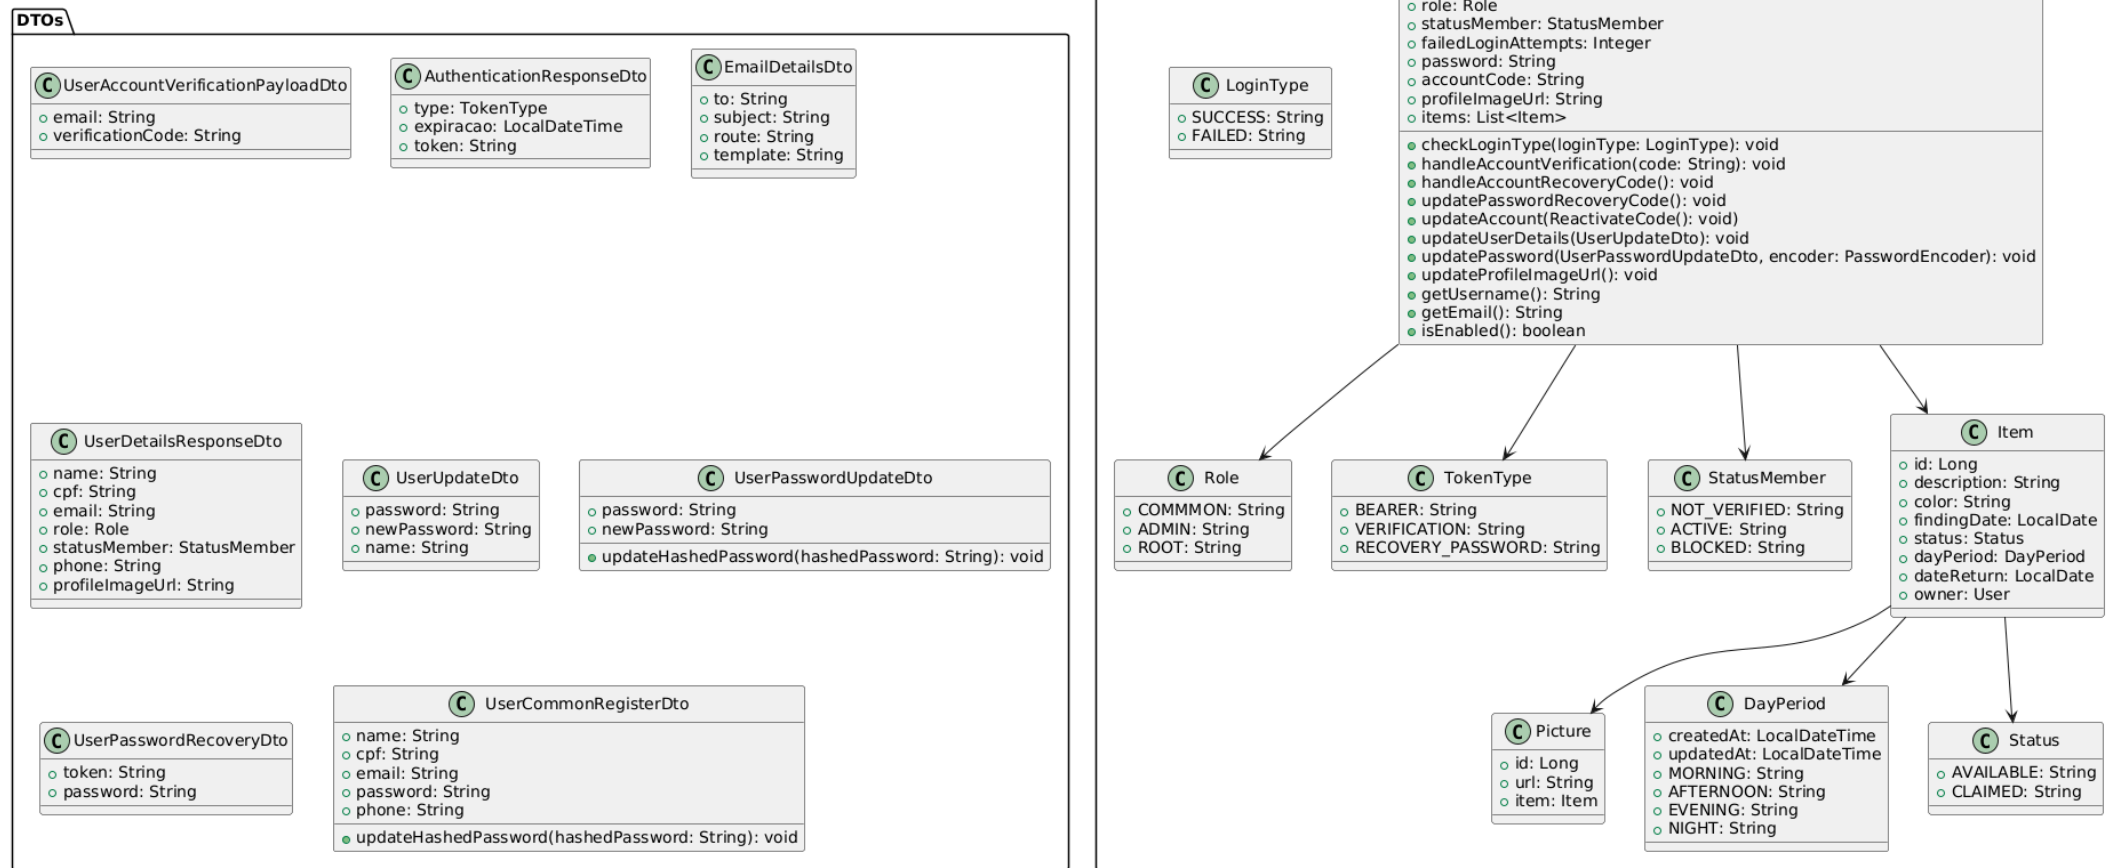 DTOs
C UserAccountVerificationPayloadDto
email: String
verificationCode: String
C AuthenticationResponseDto
type: TokenType
expiracao: LocalDateTime
token: String
C EmailDetailsDto
to: String
subject: String
route: String
template: String
C UserDetailsResponseDto
name: String
cpf: String
email: String
role: Role
statusMember: StatusMember
phone: String
profileImageUrl: String
C UserUpdateDto
password: String
newPassword: String
name: String
C UserPasswordUpdateDto
password: String
newPassword: String
updateHashedPassword(hashedPassword: String): void
C UserPasswordRecoveryDto
token: String
password: String
C UserCommonRegisterDto
name: String
cpf: String
email: String
password: String
phone: String
updateHashedPassword(hashedPassword: String): void
C LoginType
SUCCESS: String
FAILED: String
role: Role
statusMember: StatusMember
failedLoginAttempts: Integer
password: String
accountCode: String
profileImageUrl: String
items: List<Item>
checkLoginType(loginType: LoginType): void
handleAccountVerification(code: String): void
handleAccountRecoveryCode(): void
updatePasswordRecoveryCode(): void
updateAccount(ReactivateCode(): void)
updateUserDetails(UserUpdateDto): void
updatePassword(UserPasswordUpdateDto, encoder: PasswordEncoder): void
updateProfileImageUrl(): void
getUsername(): String
getEmail(): String
isEnabled(): boolean
C Role
COMMMON: String
ADMIN: String
ROOT: String
C TokenType
BEARER: String
VERIFICATION: String
RECOVERY_PASSWORD: String
C StatusMember
NOT_VERIFIED: String
ACTIVE: String
BLOCKED: String
C Item
id: Long
description: String
color: String
findingDate: LocalDate
status: Status
dayPeriod: DayPeriod
dateReturn: LocalDate
owner: User
C Picture
id: Long
url: String
item: Item
C DayPeriod
createdAt: LocalDateTime
updatedAt: LocalDateTime
MORNING: String
AFTERNOON: String
EVENING: String
NIGHT: String
C Status
AVAILABLE: String
CLAIMED: String